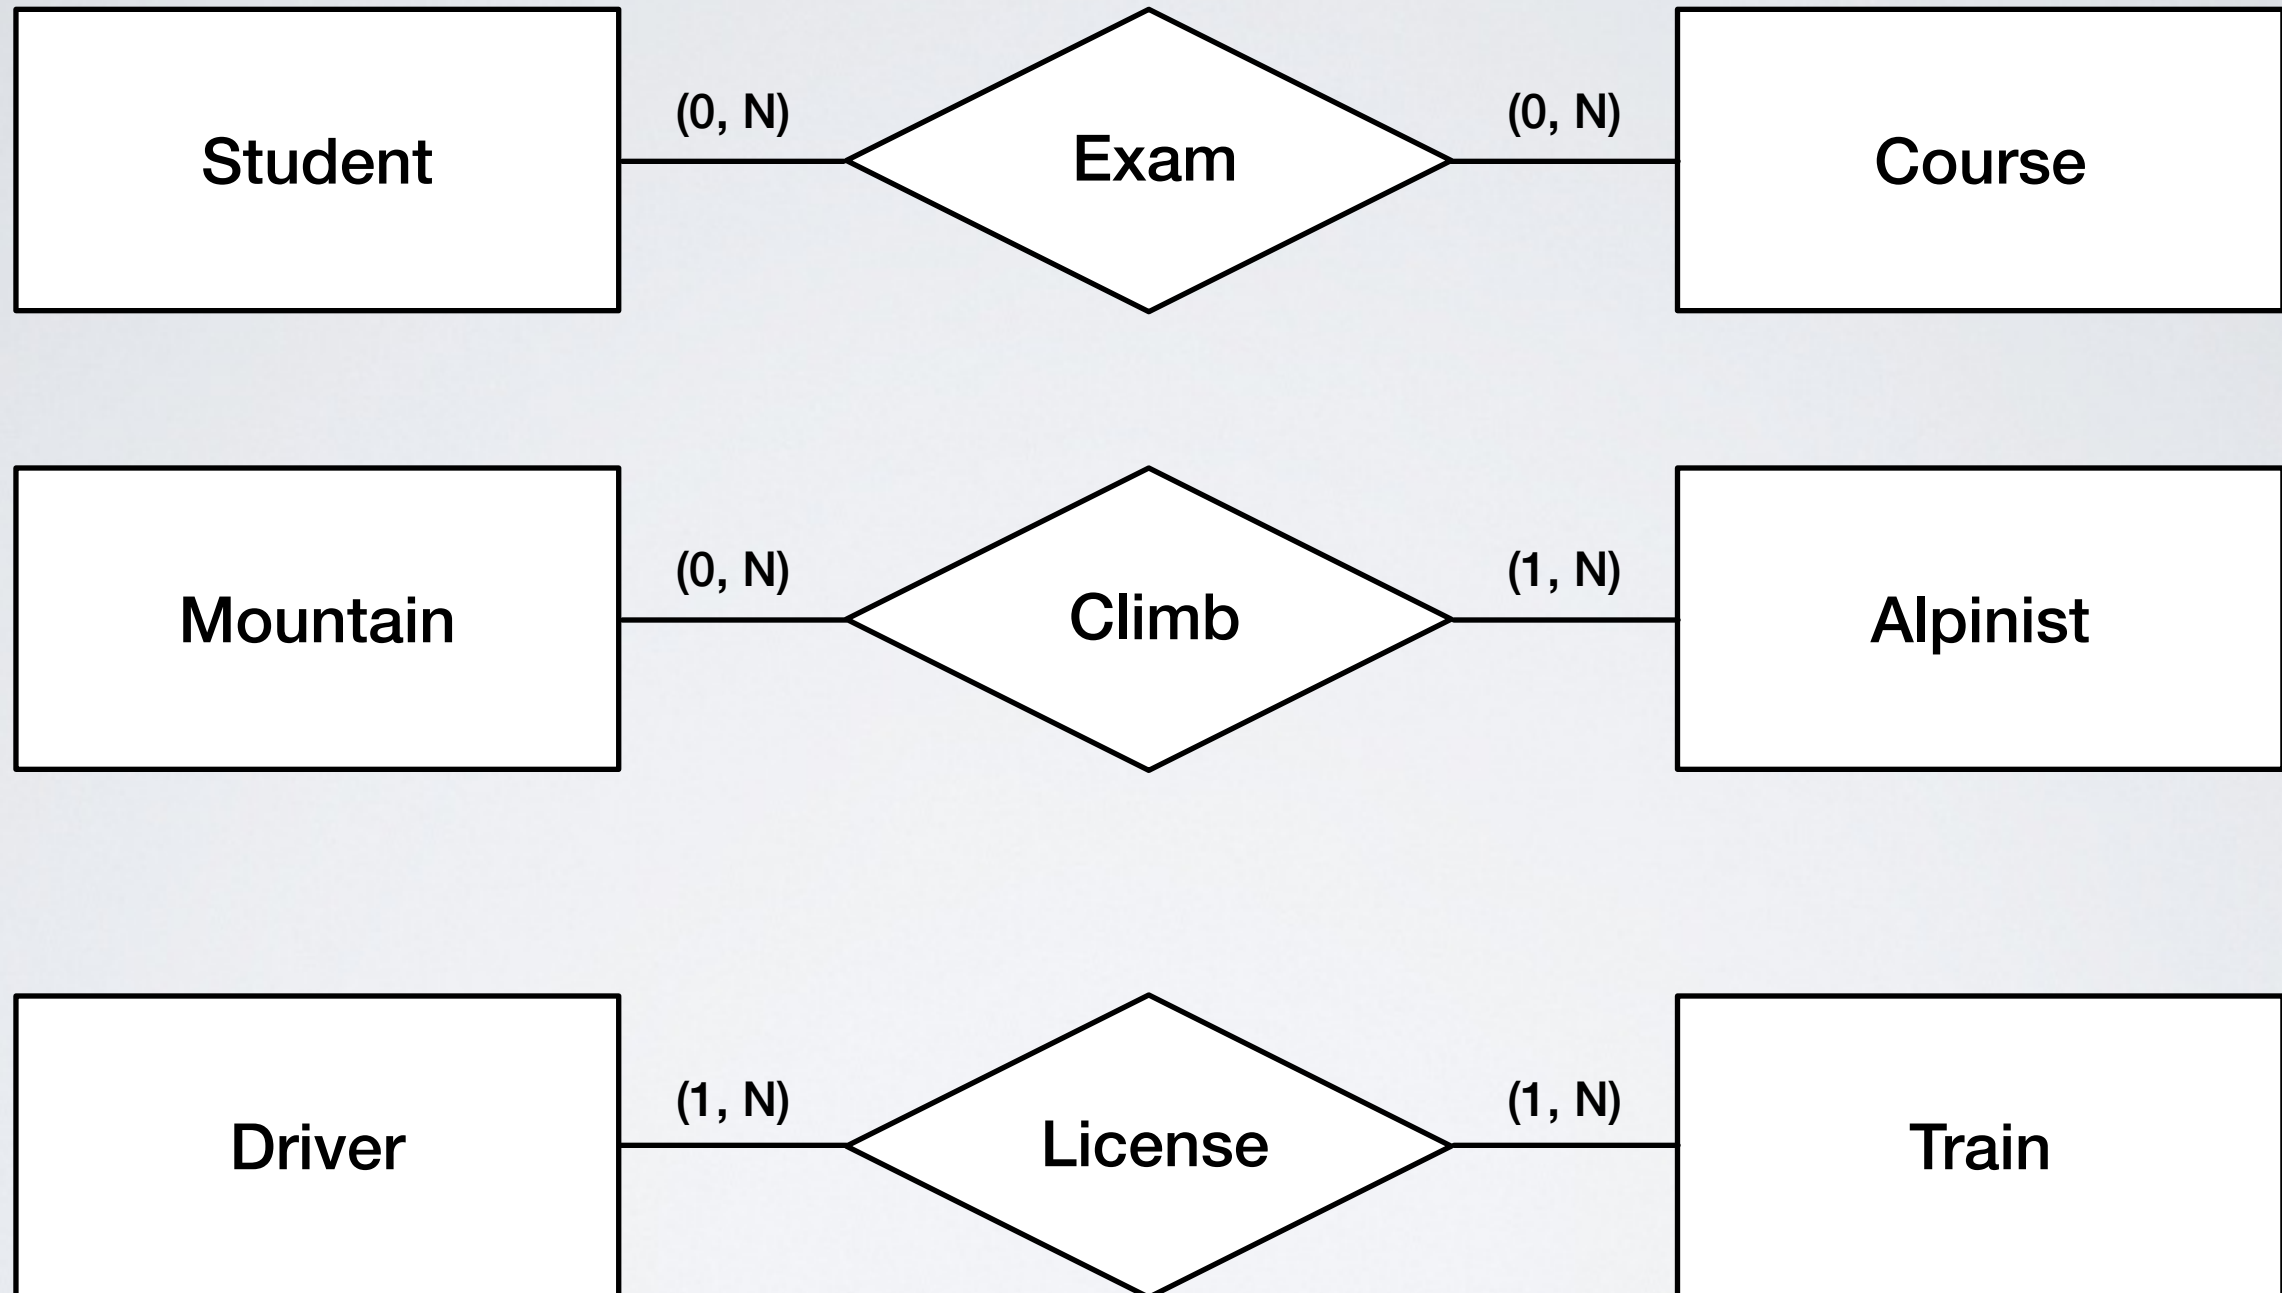 Student
(0, N)
Exam
(0, N)
Course
Mountain
(0, N)
Climb
(1, N)
Alpinist
Driver
(1, N)
License
(1, N)
Train